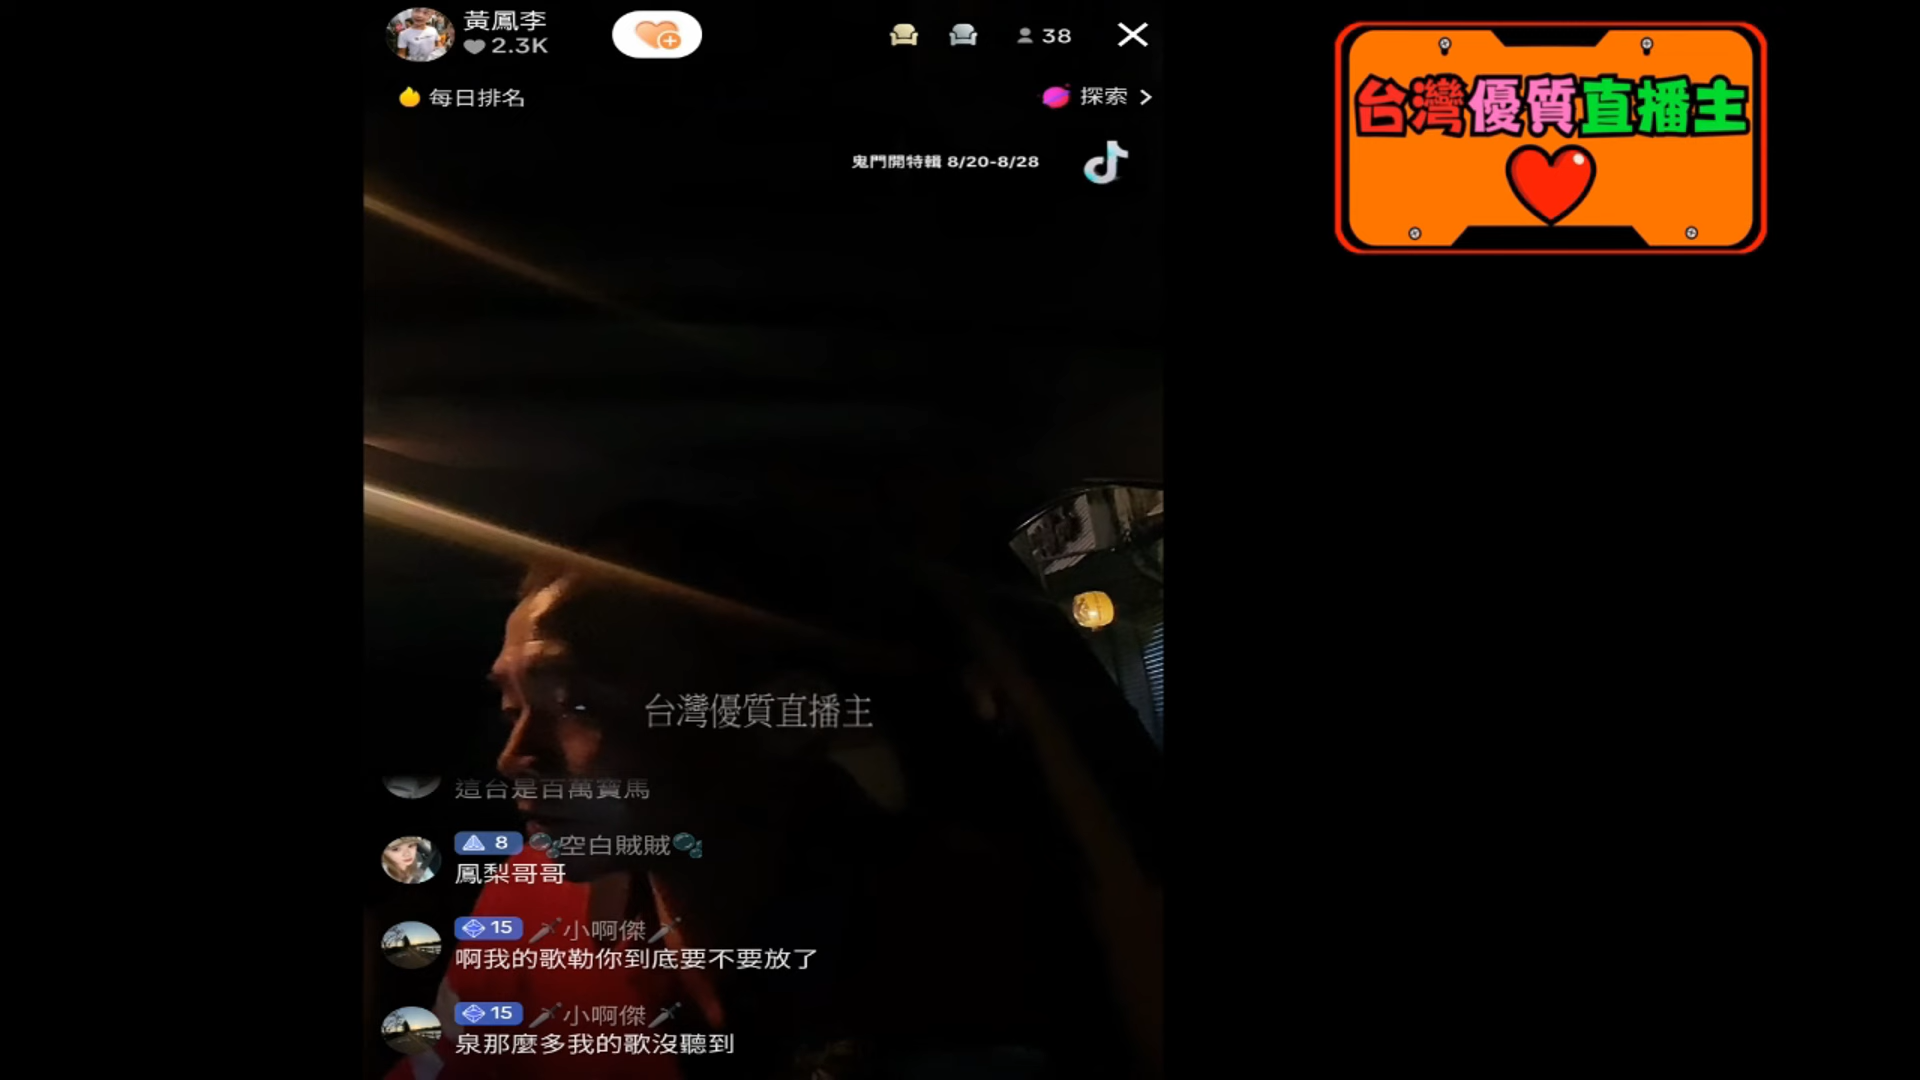 黃鳳李
2.3K
38
每日排名
探索
鬼門開特輯 8/20-8/28
台灣優質直播主
台灣優質直播主
這台是百萬寶馬
8 空白賊賊
鳳梨哥哥
15 小啊傑
啊我的歌勒你到底要不要放了
15 小啊傑
泉那麼多我的歌沒聽到